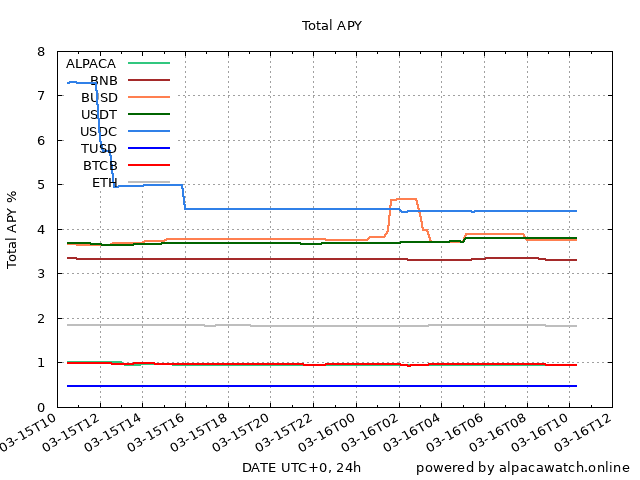 Total APY
Total APY %
8
7
6
5
4
3
2
1
0
ALPACA
BNB
BUSD
USDT
USDC
TUSD
BTCB
ETH
03-15T10
03-15T12
03-15T14
03-15T16
03-15T18
03-15T20
03-15T22
03-16T00
03-16T02
03-16T04
03-16T06
03-16T08
03-16T10
03-16T12
DATE UTC+0, 24h
powered by alpacawatch.online